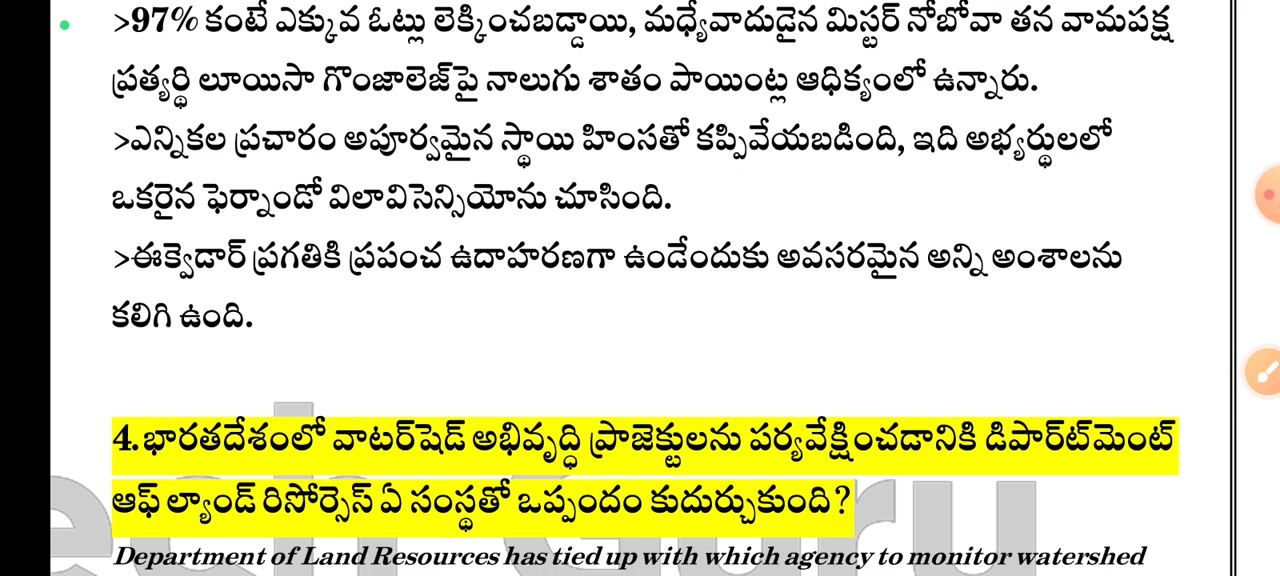 >97% కంటే ఎక్కువ ఓట్లు లెక్కించబడ్డాయి, మధ్యేవాదుడైన మిస్టర్ నోబోవా తన వామపక్ష
ప్రత్యర్థి లూయిసా గొంజాలెజ్‌పై నాలుగు శాతం పాయింట్ల ఆధిక్యంలో ఉన్నారు.
>ఎన్నికల ప్రచారం అపూర్వమైన స్థాయి హింసతో కప్పివేయబడింది, ఇది అభ్యర్థులలో
ఒకరైన ఫెర్నాండో విలావిసెన్సియోను చూసింది.
>ఈక్వెడార్ ప్రగతికి ప్రపంచ ఉదాహరణగా ఉండేందుకు అవసరమైన అన్ని అంశాలను
కలిగి ఉంది.
4.భారతదేశంలో వాటర్‌షెడ్ అభివృద్ధి ప్రాజెక్టులను పర్యవేక్షించడానికి డిపార్ట్‌మెంట్
ఆఫ్ ల్యాండ్ రిసోర్సెస్ ఏ సంస్థతో ఒప్పందం కుదుర్చుకుంది?
Department of Land Resources has tied up with which agency to monitor watershed